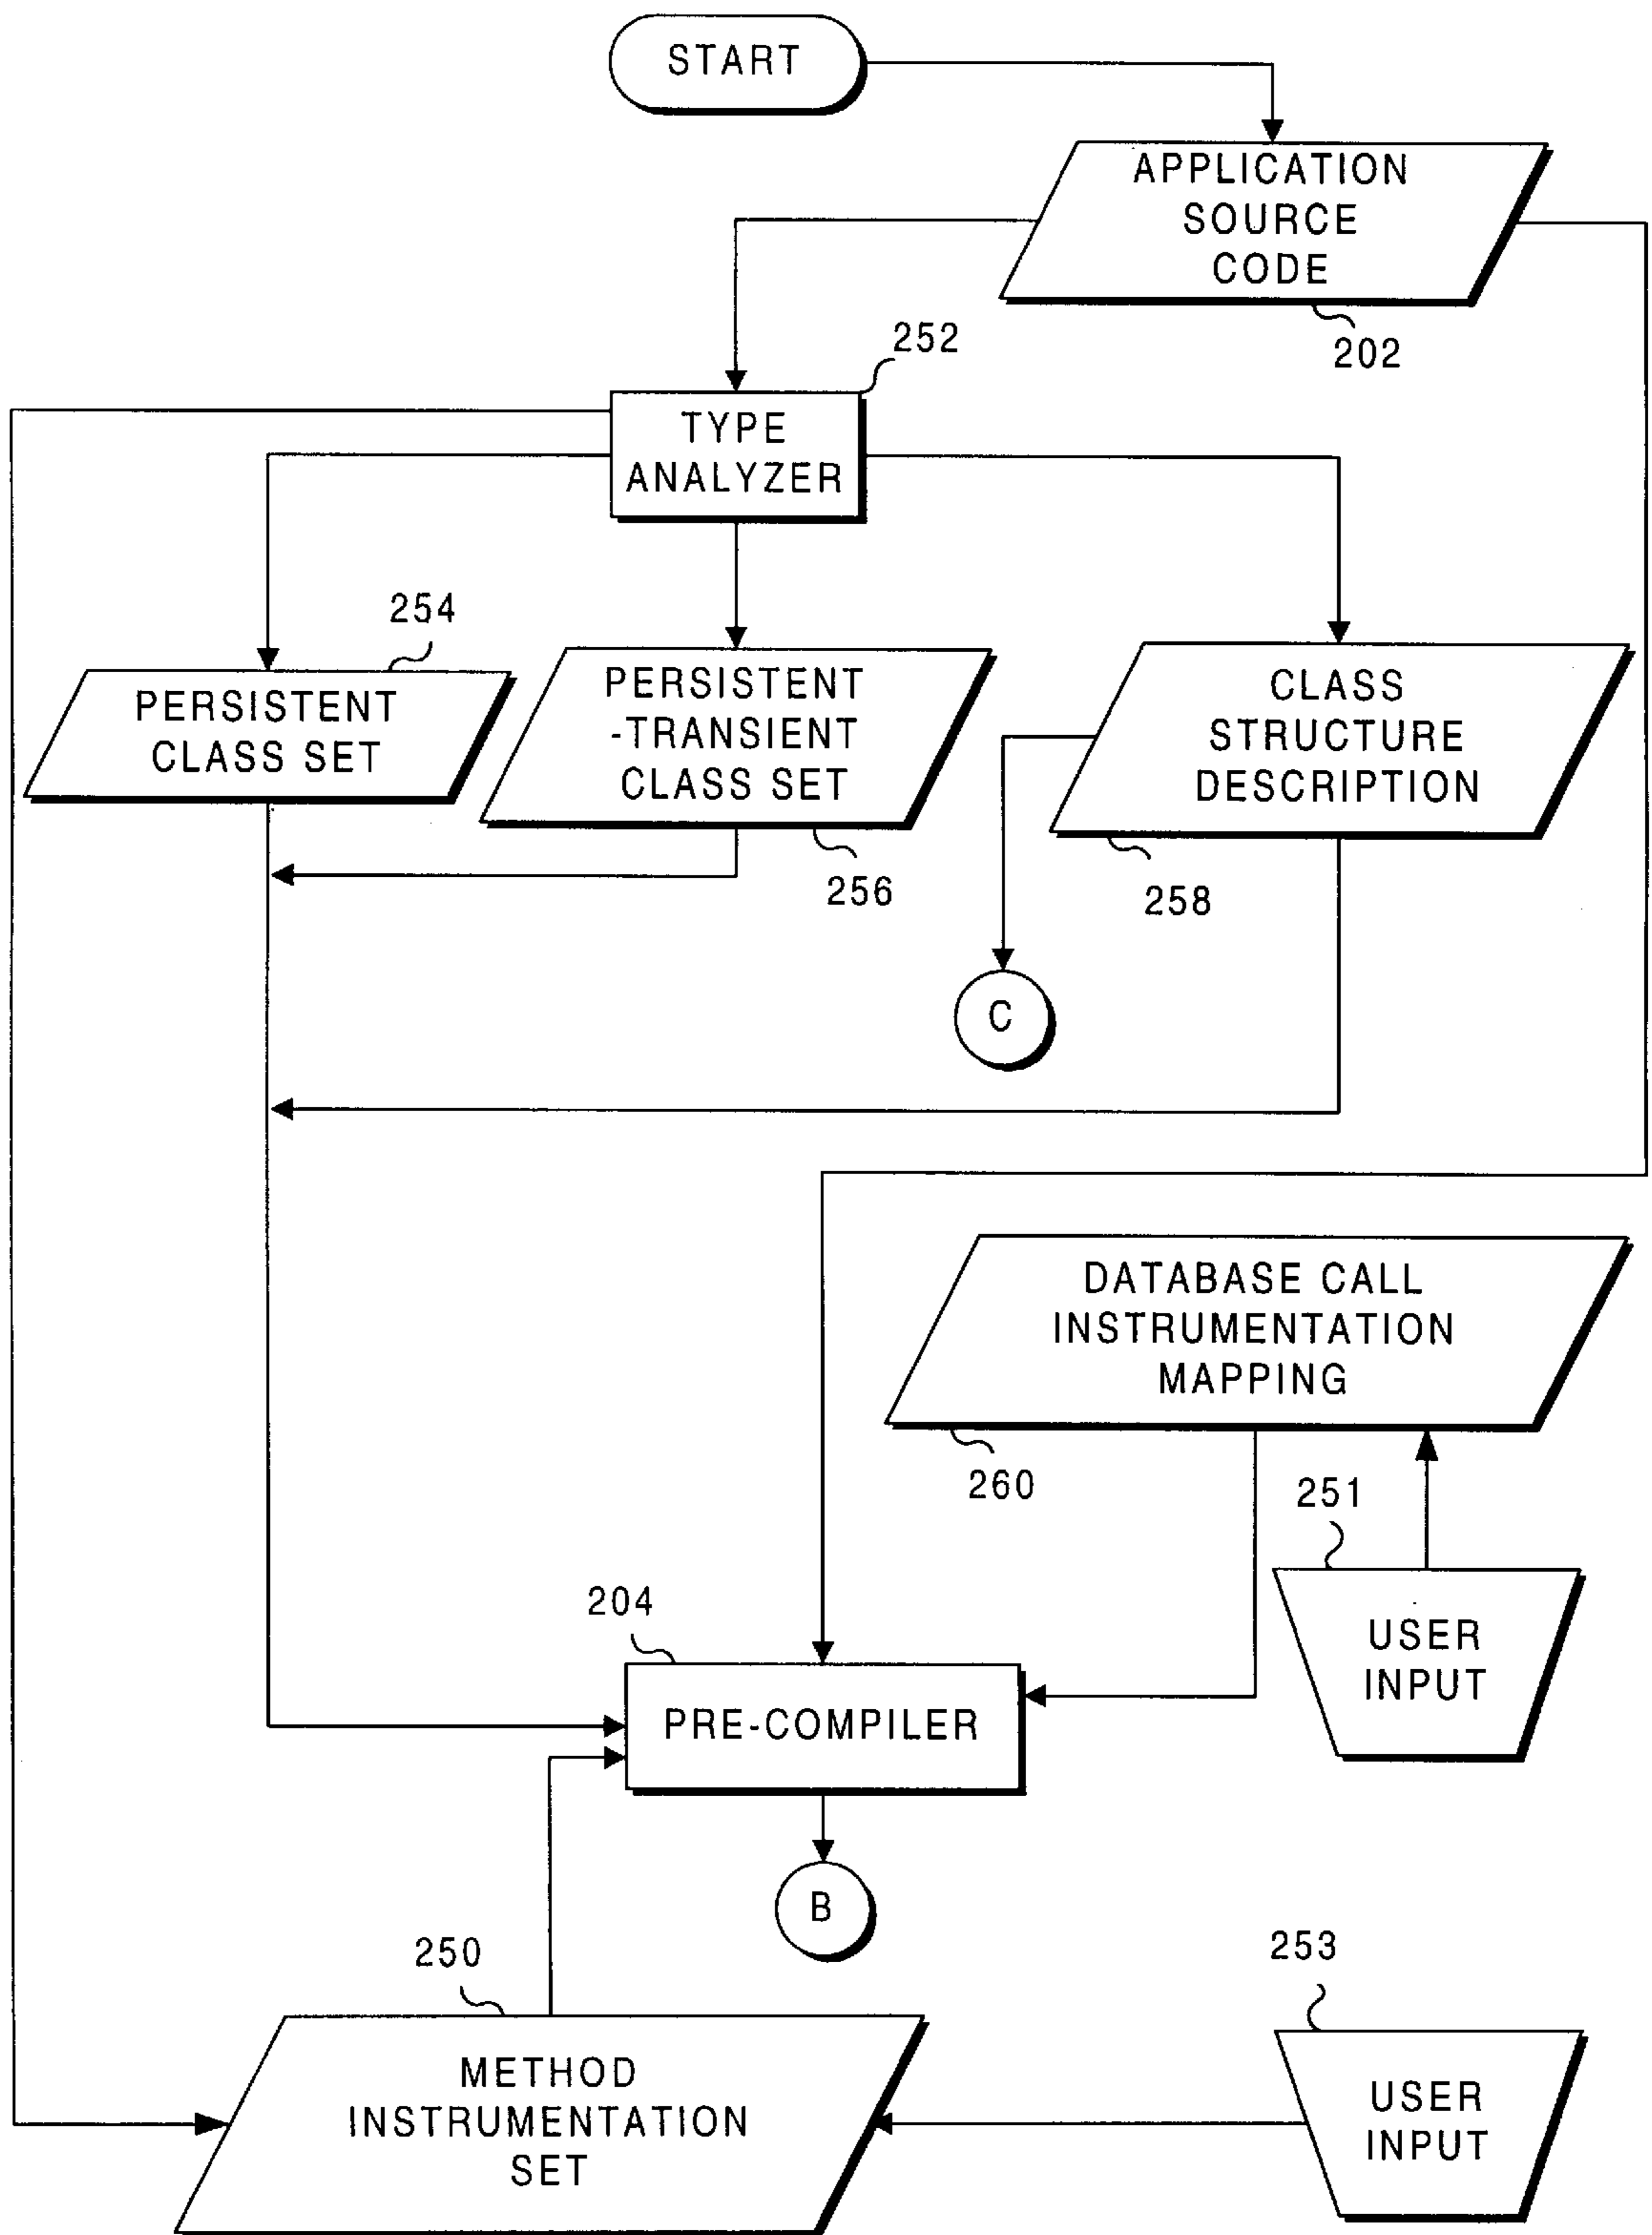 START
APPLICATION
SOURCE
CODE
202
252
TYPE
ANALYZER
254
PERSISTENT
CLASS SET
PERSISTENT
-TRANSIENT
CLASS SET
256
CLASS
STRUCTURE
DESCRIPTION
258
C
DATABASE CALL
INSTRUMENTATION
MAPPING
260
251
USER
INPUT
204
PRE-COMPILER
B
250
METHOD
INSTRUMENTATION
SET
253
USER
INPUT